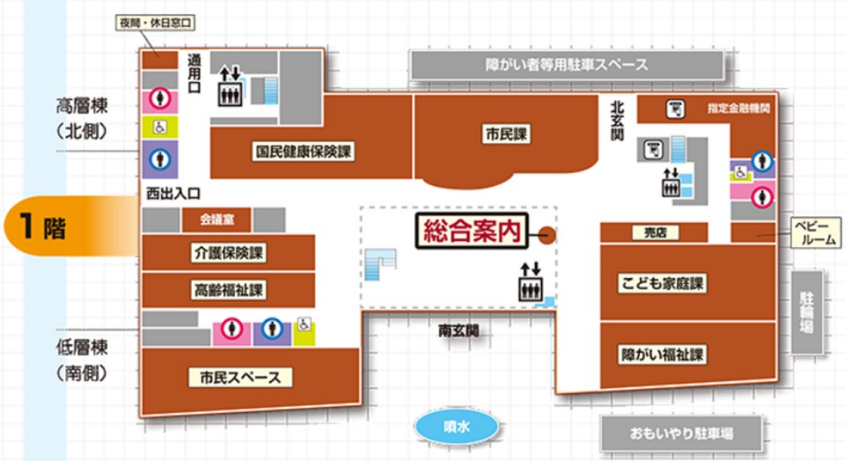 夜間・休日窓口
通用口
障がい者等用駐車スペース
高層棟
(北側)
北玄関
指定金融機関
国民健康保険課
市民課
西出入口
1階
会議室
総合案内
売店
ベビー
ルーム
介護保険課
高齢福祉課
こども家庭課
駐輪場
南玄関
低層棟
(南側)
障がい福祉課
市民スペース
噴水
おもいやり駐車場